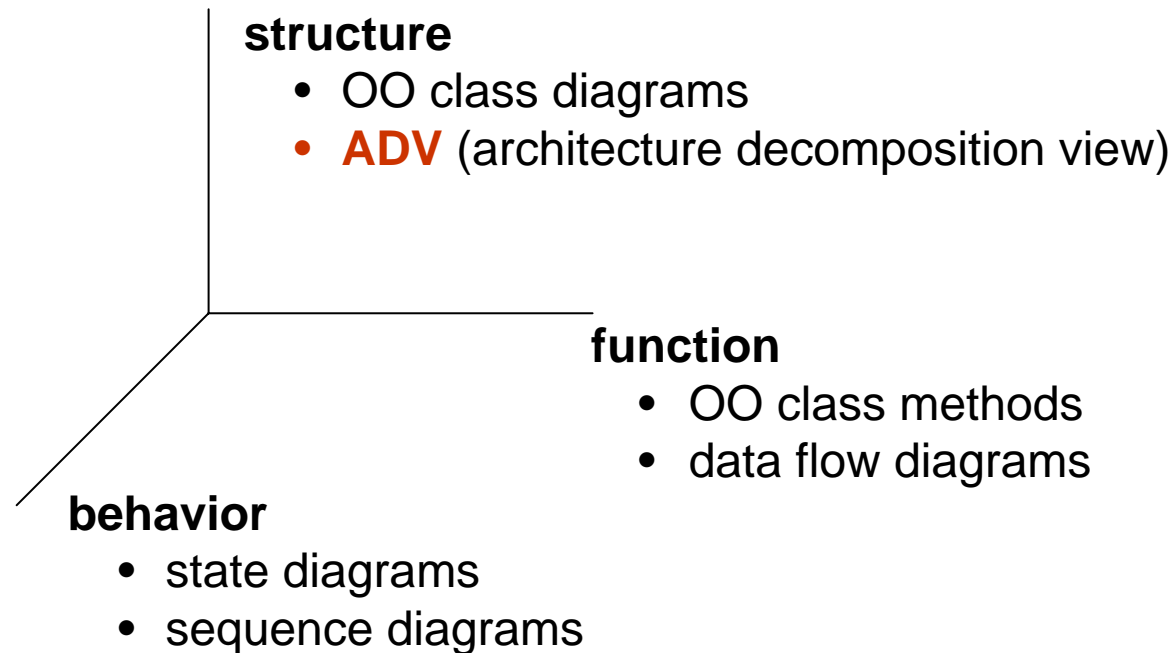 structure
• OO class diagrams
• ADV (architecture decomposition view)
function
• OO class methods
• data flow diagrams
behavior
• state diagrams
• sequence diagrams